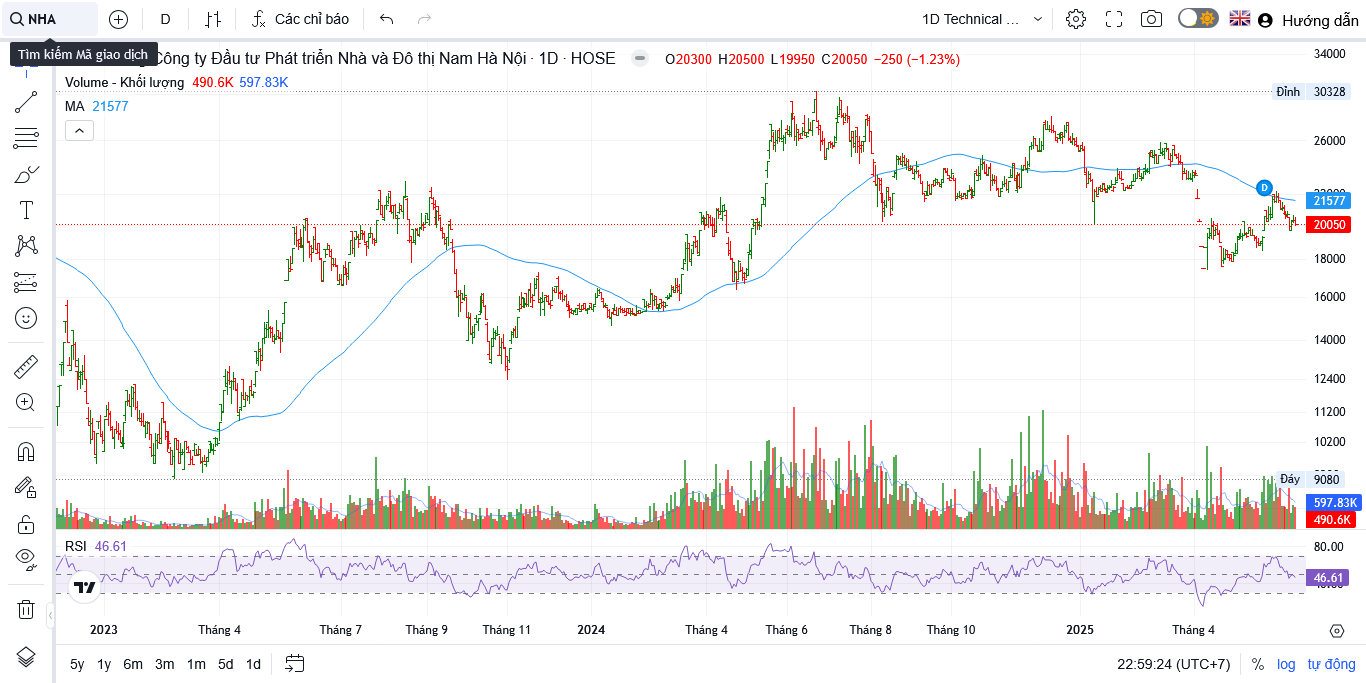 NHA
D
Các chỉ báo
1D Technical ...
Hướng dẫn
Tìm kiếm Mã giao dịch
Công ty Đầu tư Phát triển Nhà và Đô thị Nam Hà Nội · 1D · HOSE
O20300 H20500 L19950 C20050 −250 (−1.23%)
Volume - Khối lượng 490.6K 597.83K
MA 21577
34000
Đỉnh 30328
26000
D
21577
20050
18000
16000
14000
12400
11200
10200
Đáy 9080
597.83K
490.6K
RSI 46.61
80.00
46.61
2023
Tháng 4
Tháng 7
Tháng 9
Tháng 11
2024
Tháng 4
Tháng 6
Tháng 8
Tháng 10
2025
Tháng 4
5y 1y 6m 3m 1m 5d 1d
22:59:24 (UTC+7)
% log tự động